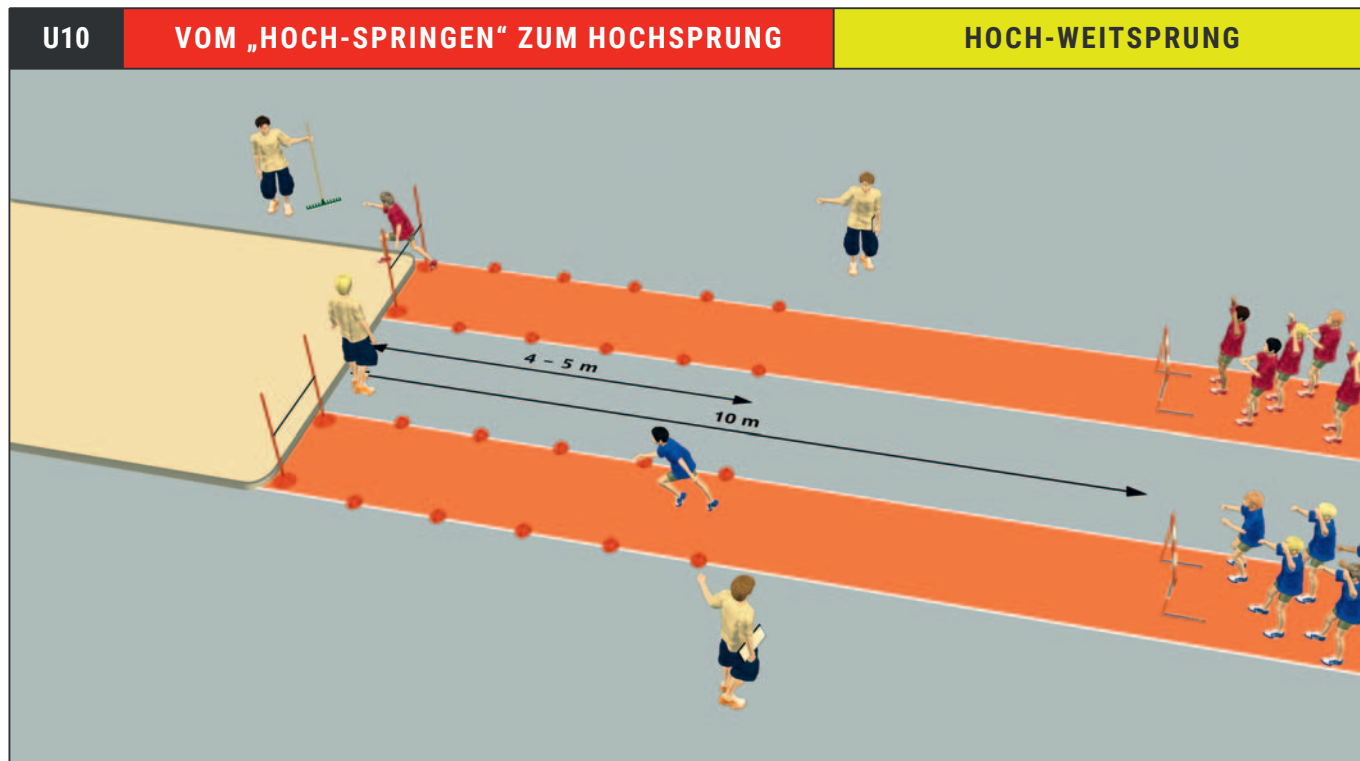 U10 VOM „HOCH-SPRINGEN“ ZUM HOCHSPRUNG HOCH-WEITSPRUNG
4 – 5 m
10 m